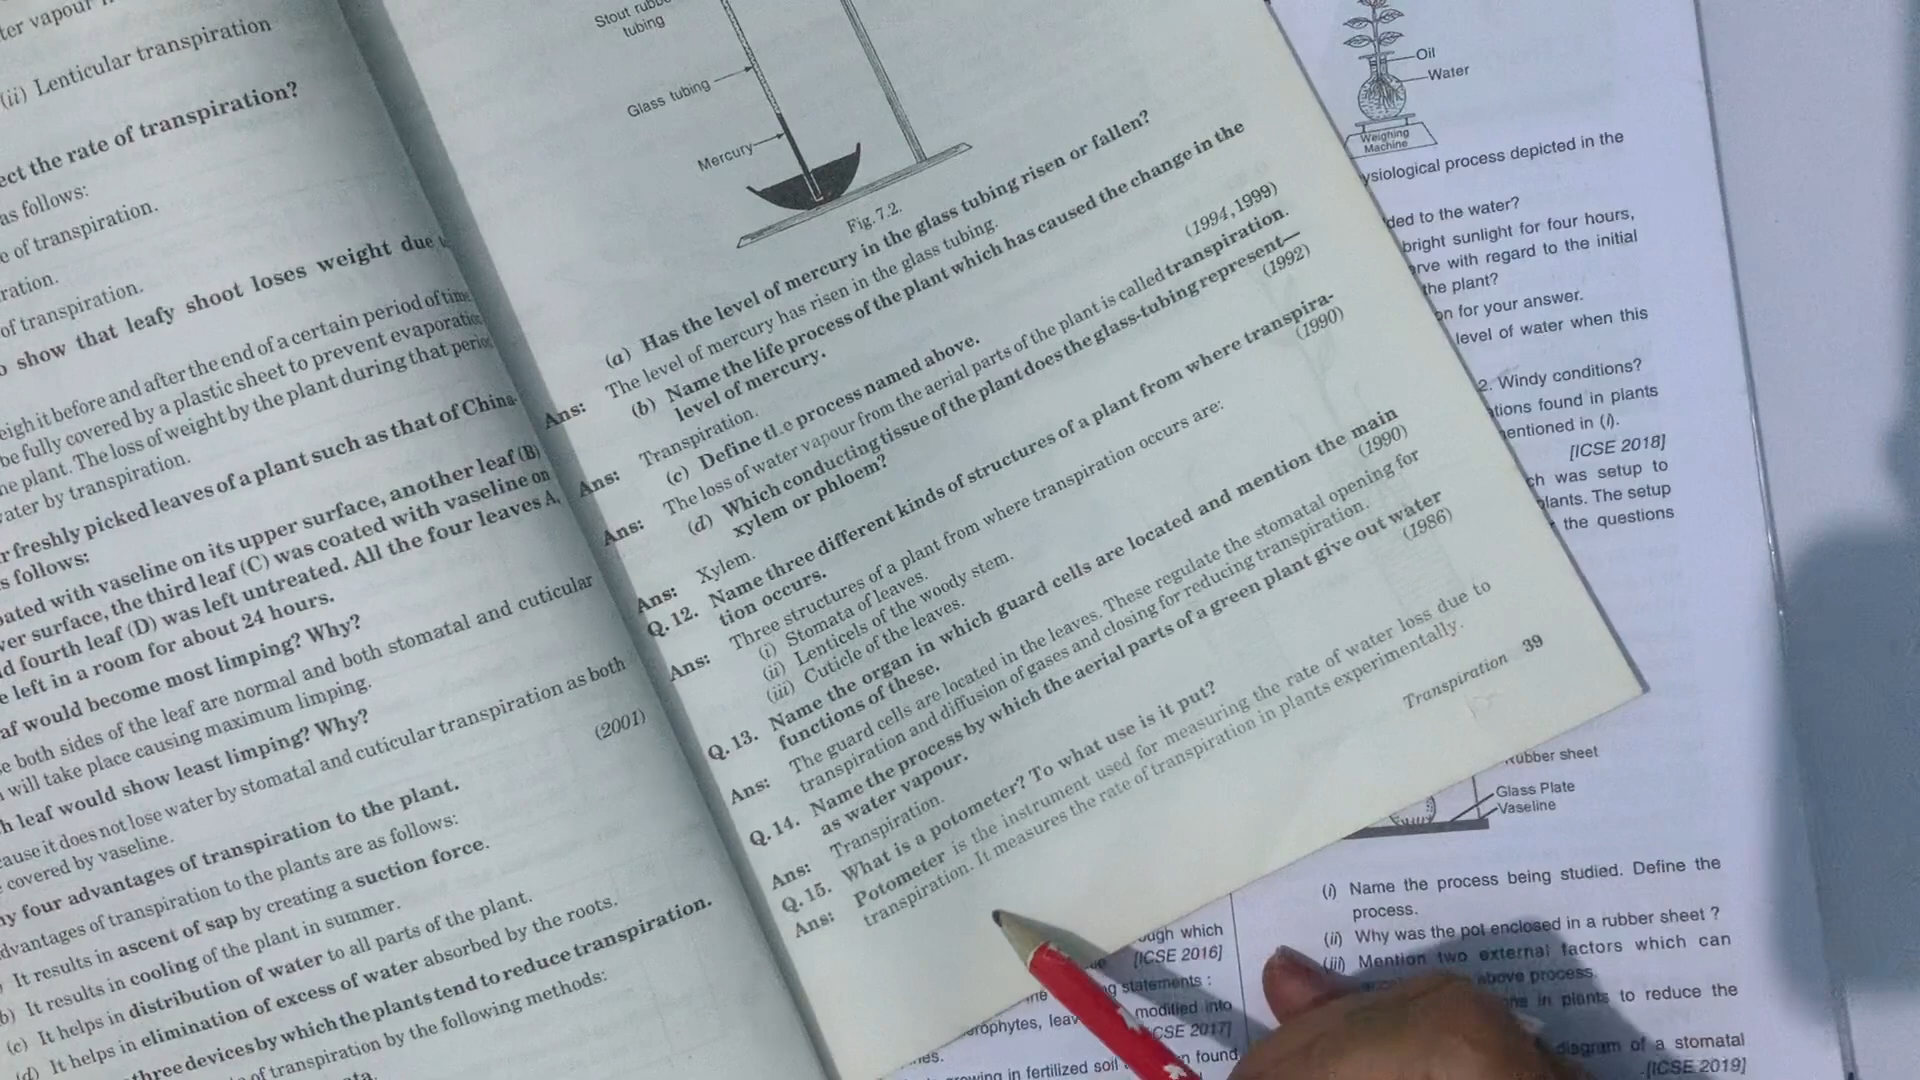 ter vapour
(ii) Lenticular transpiration
ect the rate of transpiration?
as follows:
e of transpiration.
ration.
of transpiration.
show that leafy shoot loses weight due
eigh it before and after the end of a certain period of time
be fully covered by a plastic sheet to prevent evaporatio
he plant. The loss of weight by the plant during that perio
ater by transpiration.
r freshly picked leaves of a plant such as that of China
s follows:
oated with vaseline on its upper surface, another leaf (B)
ver surface, the third leaf (C) was coated with vaseline on
d fourth leaf (D) was left untreated. All the four leaves A,
e left in a room for about 24 hours.
af would become most limping? Why?
e both sides of the leaf are normal and both stomatal and cuticular
will take place causing maximum limping.
h leaf would show least limping? Why?
cause it does not lose water by stomatal and cuticular transpiration as both
covered by vaseline.
(2001)
ny four advantages of transpiration to the plant.
dvantages of transpiration to the plants are as follows:
It results in ascent of sap by creating a suction force.
b) It results in cooling of the plant in summer.
(c) It helps in distribution of water to all parts of the plant.
(d) It helps in elimination of excess of water absorbed by the roots.
three devices by which the plants tend to reduce transpiration.
of transpiration by the following methods:
Stout rubbe
tubing
Glass tubing
Mercury
Fig. 7.2.
(a) Has the level of mercury in the glass tubing risen or fallen?
Ans: The level of mercury has risen in the glass tubing.
(b) Name the life process of the plant which has caused the change in the
level of mercury. (1994, 1999)
Ans: Transpiration.
(c) Define the process named above.
Ans: The loss of water vapour from the aerial parts of the plant is called transpiration.
(d) Which conducting tissue of the plant does the glass-tubing represent—
xylem or phloem? (1992)
Ans: Xylem.
Q. 12. Name three different kinds of structures of a plant from where transpira-
tion occurs. (1990)
Ans: Three structures of a plant from where transpiration occurs are:
(i) Stomata of leaves.
(ii) Lenticels of the woody stem.
(iii) Cuticle of the leaves.
Q. 13. Name the organ in which guard cells are located and mention the main
functions of these. (1990)
Ans: The guard cells are located in the leaves. These regulate the stomatal opening for
transpiration and diffusion of gases and closing for reducing transpiration.
Q. 14. Name the process by which the aerial parts of a green plant give out water
as water vapour. (1986)
Ans: Transpiration.
Q. 15. What is a potometer? To what use is it put?
Ans: Potometer is the instrument used for measuring the rate of water loss due to
transpiration. It measures the rate of transpiration in plants experimentally.
Transpiration 39
Oil
Water
Weighing
Machine
ysiological process depicted in the
ded to the water?
bright sunlight for four hours,
rve with regard to the initial
the plant?
on for your answer.
level of water when this
2. Windy conditions?
tions found in plants
entioned in (i).
[ICSE 2018]
ch was setup to
plants. The setup
the questions
Rubber sheet
Glass Plate
Vaseline
(i) Name the process being studied. Define the
process.
(ii) Why was the pot enclosed in a rubber sheet ?
(iii) Mention two external factors which can
above process.
in plants to reduce the
diagram of a stomatal
[ICSE 2019]
ough which
[ICSE 2016]
statements :
modified into
rophytes, leav
ICSE 2017]
growing in fertilized soil
found